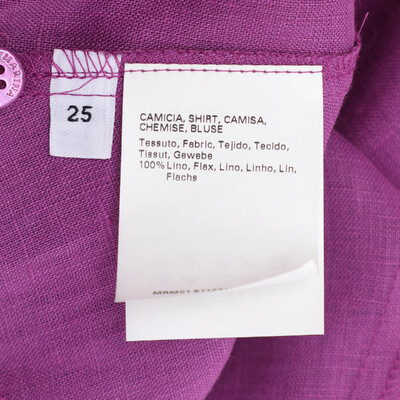 25
CAMICIA, SHIRT, CAMISA,
CHEMISE, BLUSE
Tessuto, Fabric, Tejido, Tecido,
Tissut, Gewebe
100% Lino, Flax, Lino, Linho, Lin,
Flachs